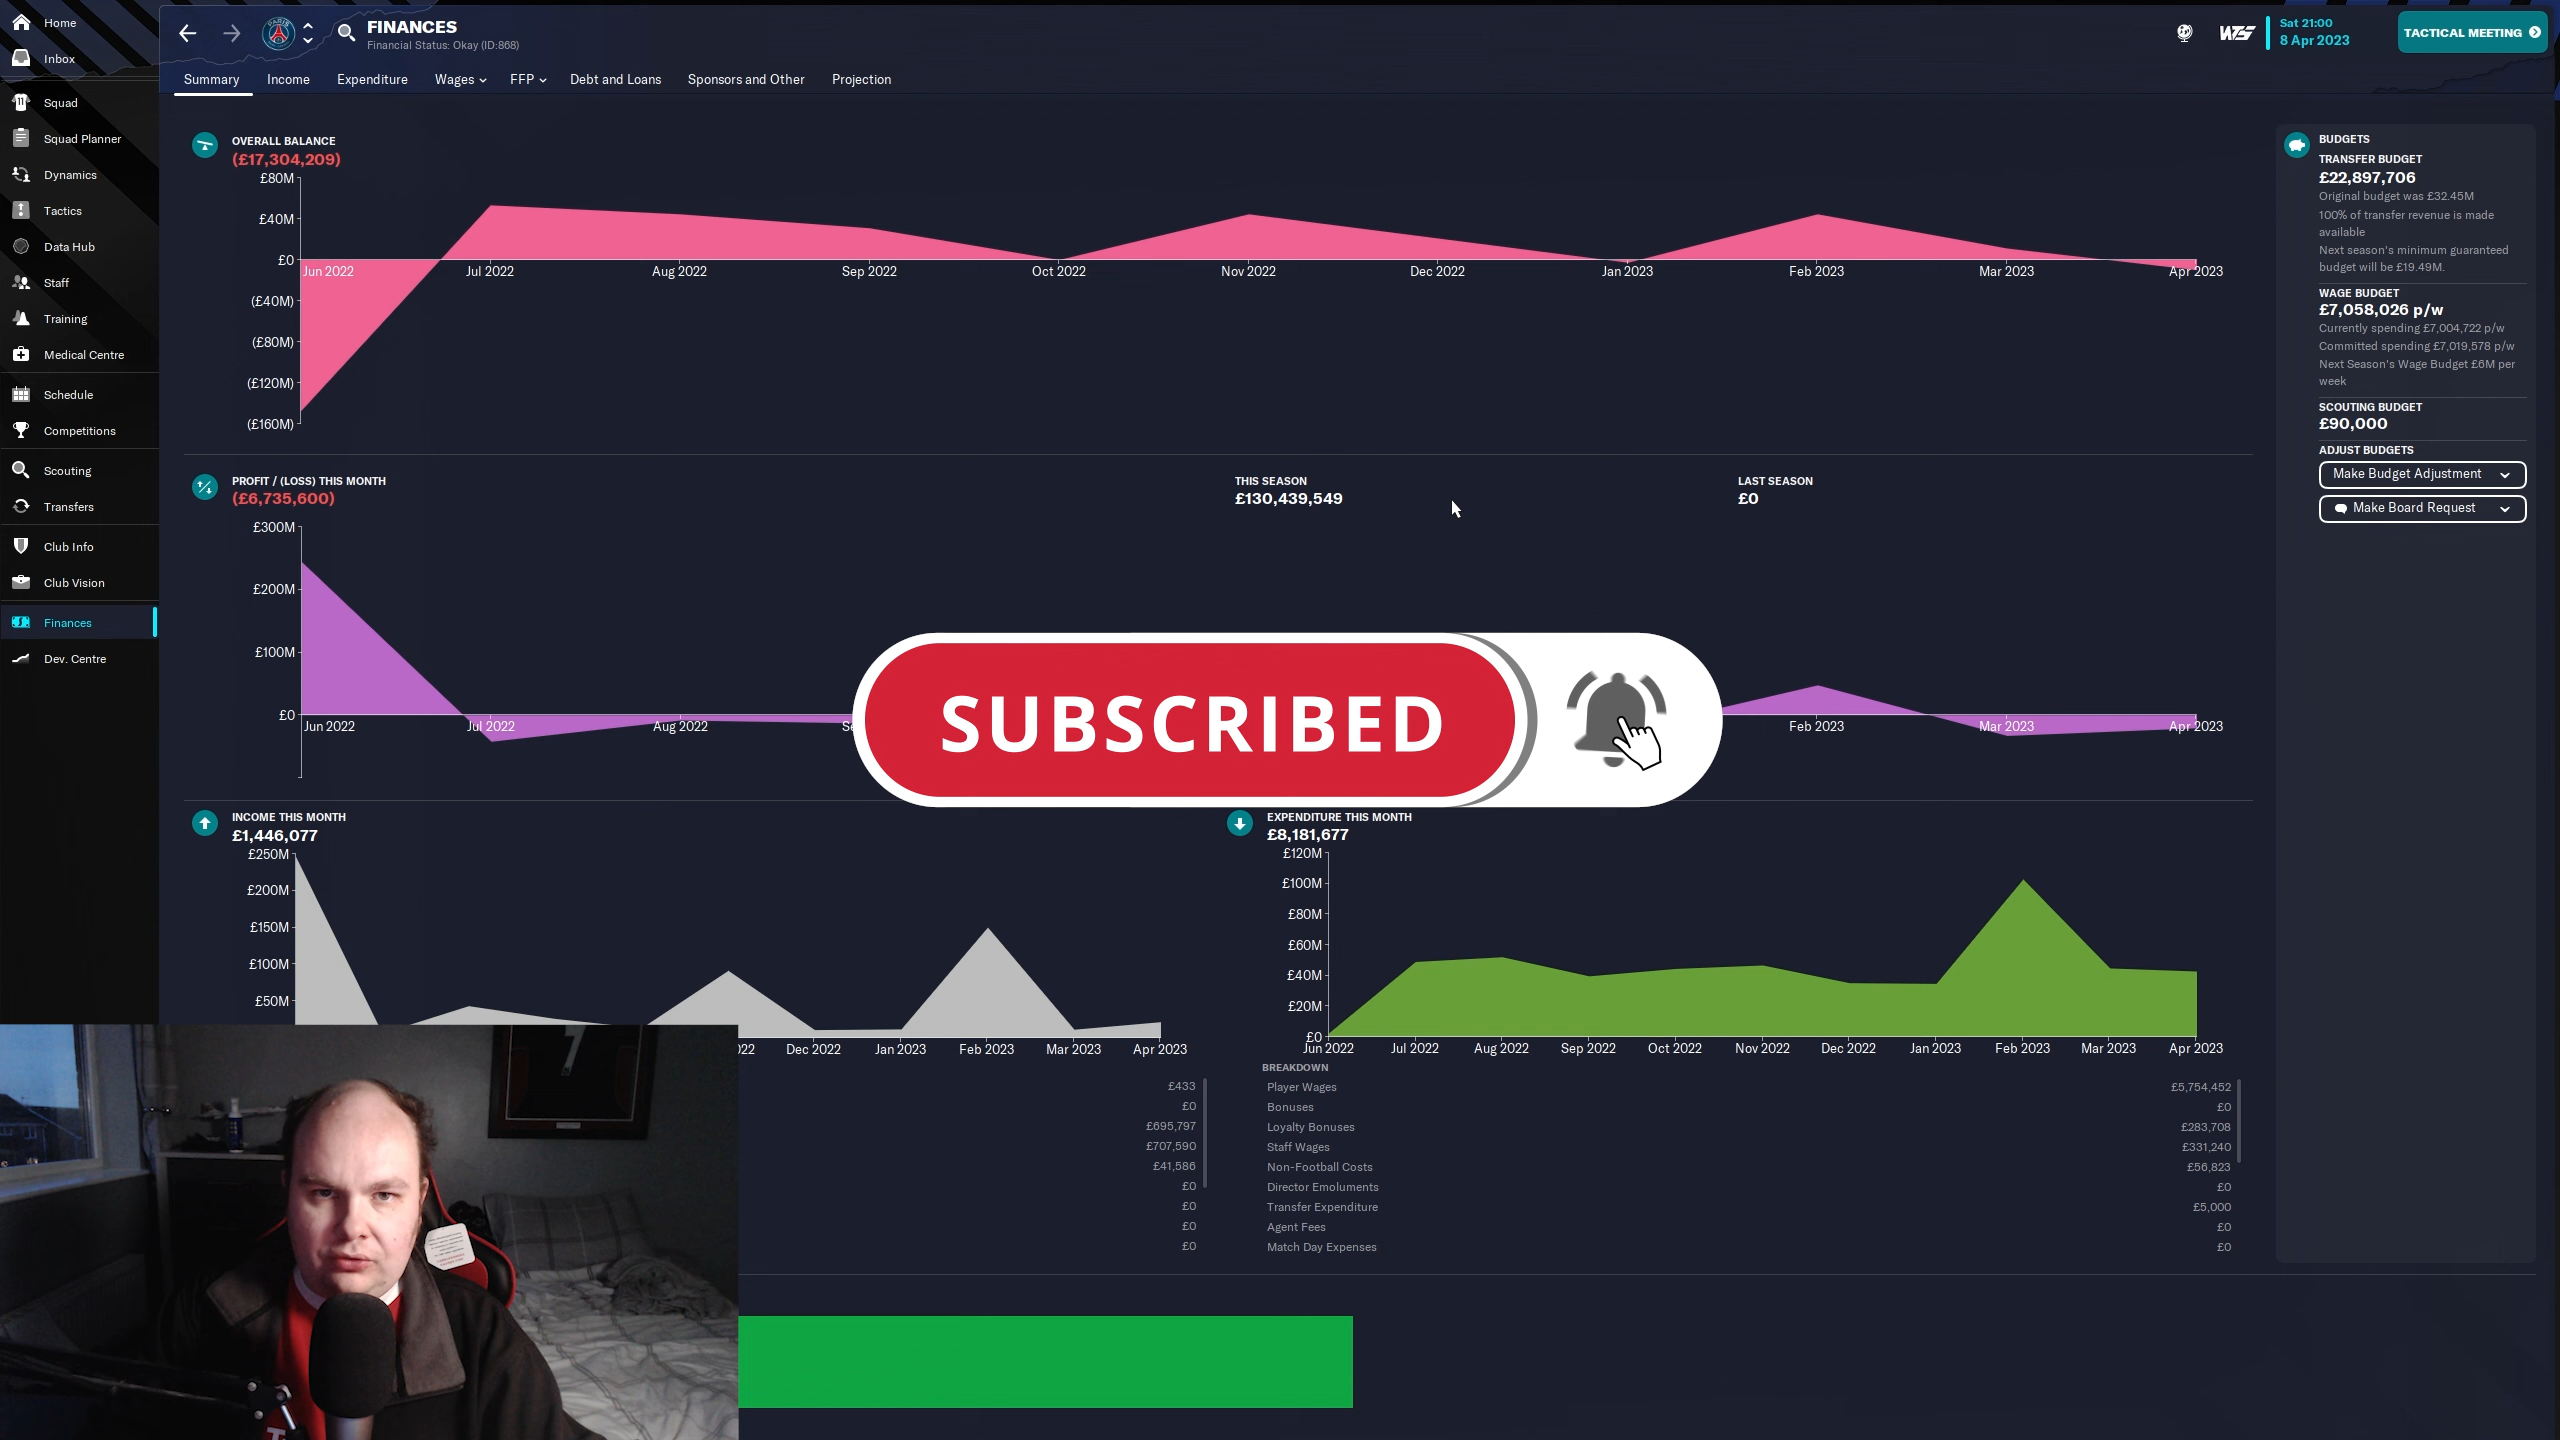 Home
Inbox
Squad
Squad Planner
Dynamics
Tactics
Data Hub
Staff
Training
Medical Centre
Schedule
Competitions
Scouting
Transfers
Club Info
Club Vision
Finances
Dev. Centre
PARIS
FINANCES
Financial Status: Okay (ID:868)
Sat 21:00
8 Apr 2023
TACTICAL MEETING
Summary Income Expenditure Wages FFP Debt and Loans Sponsors and Other Projection
OVERALL BALANCE
(£17,304,209)
£80M
£40M
£0
(£40M)
(£80M)
(£120M)
(£160M)
Jun 2022 Jul 2022 Aug 2022 Sep 2022 Oct 2022 Nov 2022 Dec 2022 Jan 2023 Feb 2023 Mar 2023 Apr 2023
PROFIT / (LOSS) THIS MONTH
(£6,735,600)
THIS SEASON
£130,439,549
LAST SEASON
£0
£300M
£200M
£100M
£0
Jun 2022 Jul 2022 Aug 2022 Se Feb 2023 Mar 2023 Apr 2023
SUBSCRIBED
INCOME THIS MONTH
£1,446,077
£250M
£200M
£150M
£100M
£50M
022 Dec 2022 Jan 2023 Feb 2023 Mar 2023 Apr 2023
£433
£0
£695,797
£707,590
£41,586
£0
£0
£0
£0
EXPENDITURE THIS MONTH
£8,181,677
£120M
£100M
£80M
£60M
£40M
£20M
£0
Jun 2022 Jul 2022 Aug 2022 Sep 2022 Oct 2022 Nov 2022 Dec 2022 Jan 2023 Feb 2023 Mar 2023 Apr 2023
BREAKDOWN
Player Wages £5,754,452
Bonuses £0
Loyalty Bonuses £283,708
Staff Wages £331,240
Non-Football Costs £56,823
Director Emoluments £0
Transfer Expenditure £5,000
Agent Fees £0
Match Day Expenses £0
BUDGETS
TRANSFER BUDGET
£22,897,706
Original budget was £32.45M
100% of transfer revenue is made
available
Next season's minimum guaranteed
budget will be £19.49M.
WAGE BUDGET
£7,058,026 p/w
Currently spending £7,004,722 p/w
Committed spending £7,019,578 p/w
Next Season's Wage Budget £6M per
week
SCOUTING BUDGET
£90,000
ADJUST BUDGETS
Make Budget Adjustment
Make Board Request